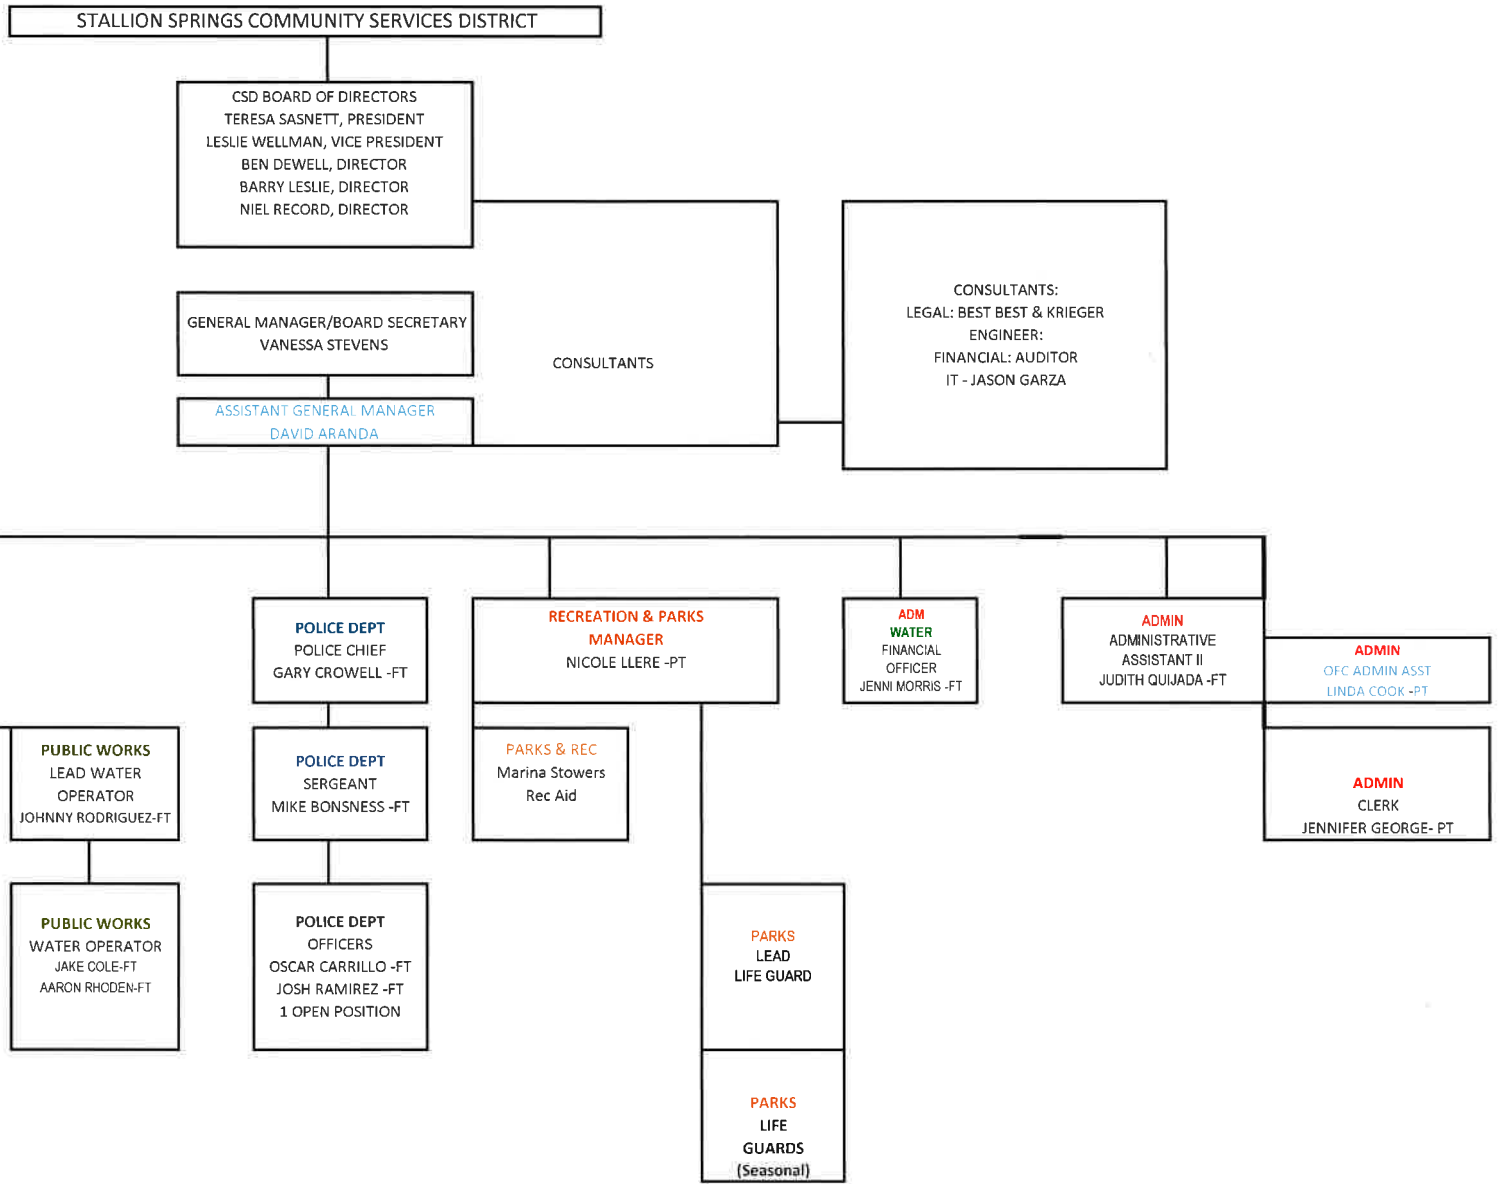 STALLION SPRINGS COMMUNITY SERVICES DISTRICT
CSD BOARD OF DIRECTORS
TERESA SASNETT, PRESIDENT
LESLIE WELLMAN, VICE PRESIDENT
BEN DEWELL, DIRECTOR
BARRY LESLIE, DIRECTOR
NIEL RECORD, DIRECTOR
GENERAL MANAGER/BOARD SECRETARY
VANESSA STEVENS
ASSISTANT GENERAL MANAGER
DAVID ARANDA
CONSULTANTS
CONSULTANTS:
LEGAL: BEST BEST & KRIEGER
ENGINEER:
FINANCIAL: AUDITOR
IT - JASON GARZA
POLICE DEPT
POLICE CHIEF
GARY CROWELL -FT
RECREATION & PARKS
MANAGER
NICOLE LLERE -PT
ADM
WATER
FINANCIAL
OFFICER
JENNI MORRIS -FT
ADMIN
ADMINISTRATIVE
ASSISTANT II
JUDITH QUIJADA -FT
ADMIN
OFC ADMIN ASST
LINDA COOK -PT
PUBLIC WORKS
LEAD WATER
OPERATOR
JOHNNY RODRIGUEZ-FT
POLICE DEPT
SERGEANT
MIKE BONSNESS -FT
PARKS & REC
Marina Stowers
Rec Aid
ADMIN
CLERK
JENNIFER GEORGE- PT
PUBLIC WORKS
WATER OPERATOR
JAKE COLE-FT
AARON RHODEN-FT
POLICE DEPT
OFFICERS
OSCAR CARRILLO -FT
JOSH RAMIREZ -FT
1 OPEN POSITION
PARKS
LEAD
LIFE GUARD
PARKS
LIFE
GUARDS
(Seasonal)